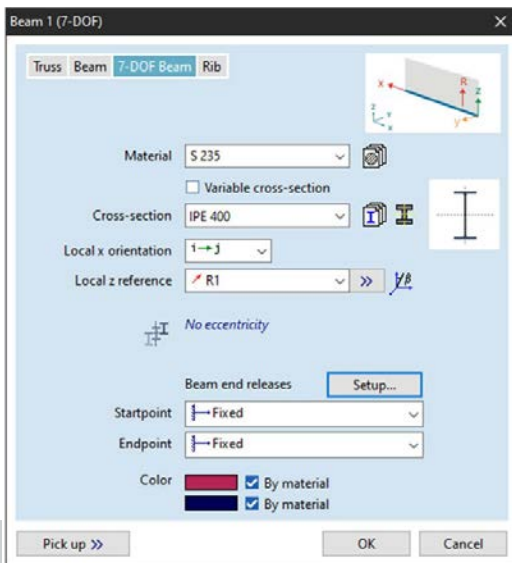 Beam 1 (7-DOF)
Truss Beam 7-DOF Beam Rib
x R z
z y x y
Material S 235
Variable cross-section
Cross-section IPE 400
Local x orientation i→j
Local z reference R1 »
No eccentricity
Beam end releases Setup...
Startpoint Fixed
Endpoint Fixed
Color By material
By material
Pick up » OK Cancel